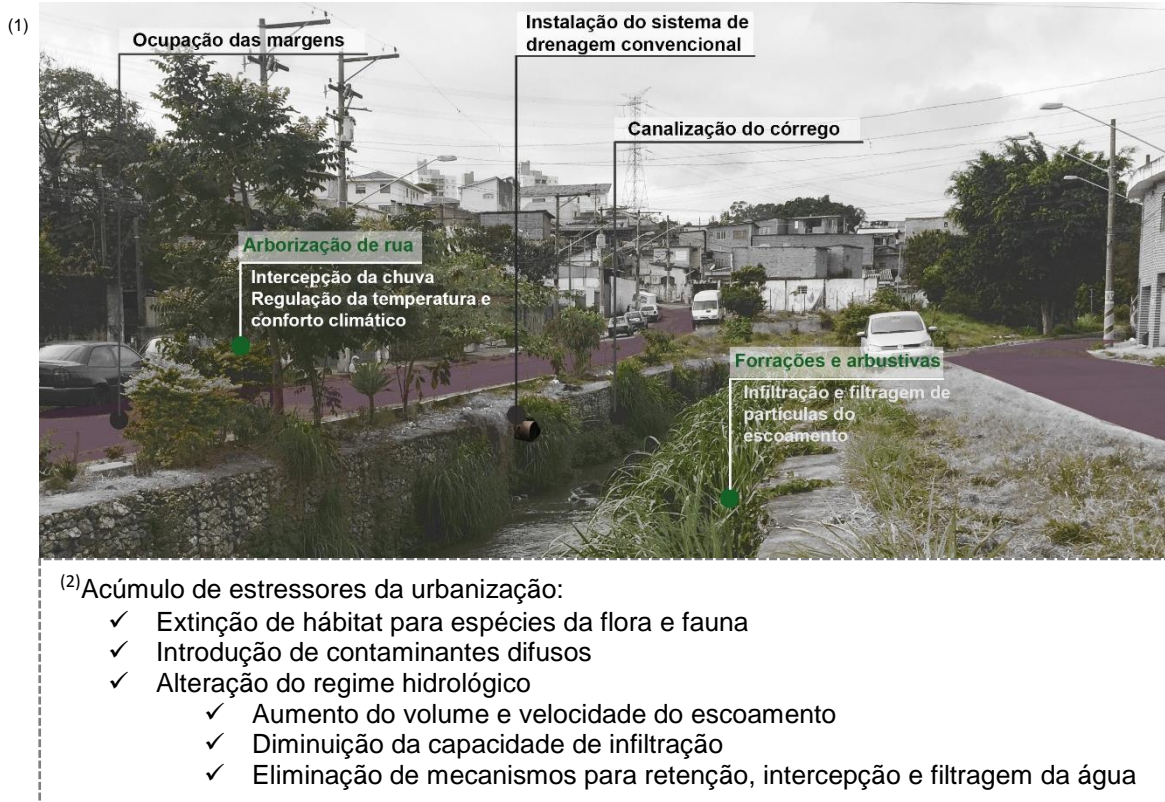 (1)
Ocupação das margens
Instalação do sistema de
drenagem convencional
Canalização do córrego
Arborização de rua
Intercepção da chuva
Regulação da temperatura e
conforto climático
Forrações e arbustivas
Infiltração e filtragem de
partículas do
escoamento
(2)Acúmulo de estressores da urbanização:
✓ Extinção de hábitat para espécies da flora e fauna
✓ Introdução de contaminantes difusos
✓ Alteração do regime hidrológico
✓ Aumento do volume e velocidade do escoamento
✓ Diminuição da capacidade de infiltração
✓ Eliminação de mecanismos para retenção, intercepção e filtragem da água